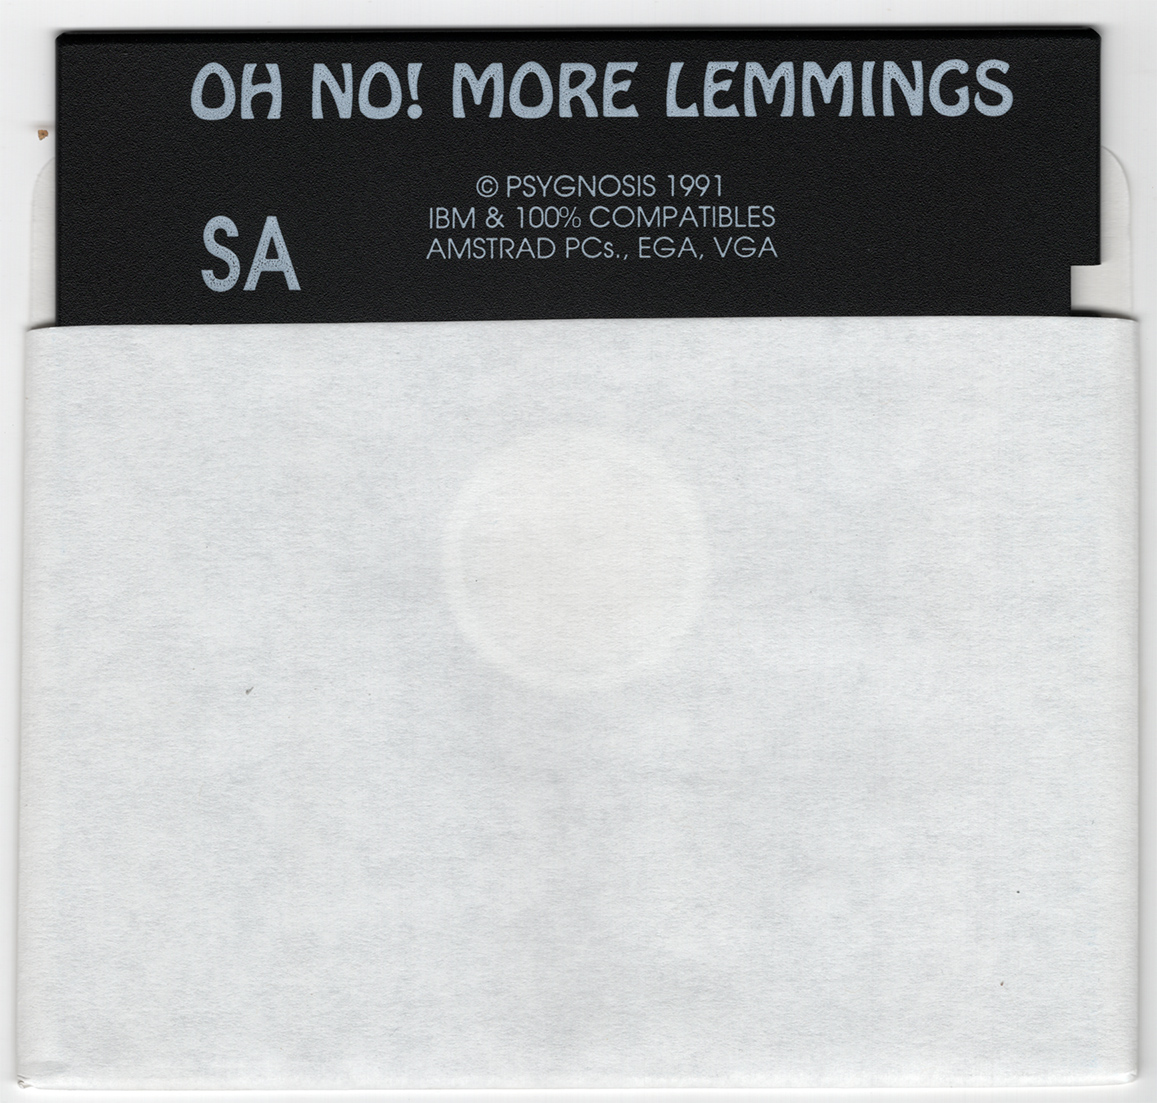 OH NO! MORE LEMMINGS
© PSYGNOSIS 1991
IBM & 100% COMPATIBLES
AMSTRAD PCs., EGA, VGA
SA